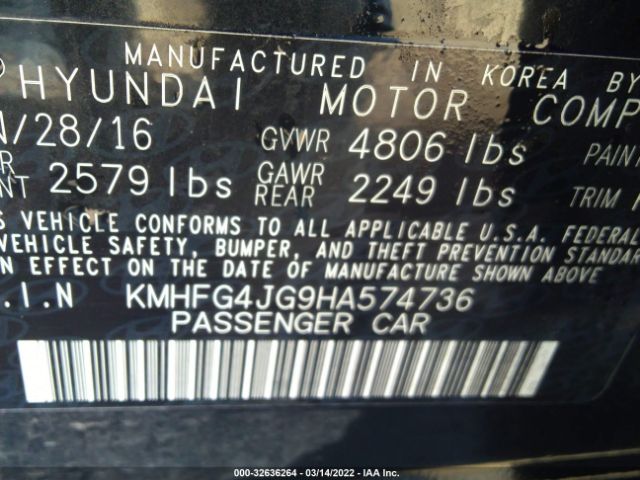 MANUFACTURED IN KOREA BY
HYUNDAI MOTOR COMP
N/28/16 GVWR 4806 lbs PAIN
2579 lbs GAWR REAR 2249 lbs TRIM
VEHICLE CONFORMS TO ALL APPLICABLE U.S.A. FEDERAL
VEHICLE SAFETY, BUMPER, AND THEFT PREVENTION STANDAR
N EFFECT ON THE DATE OF MANUFACTURE SHOWN ABOVE
.I.N KMHFG4JG9HA574736
PASSENGER CAR
000-32636264 - 03/14/2022 - IAA Inc.